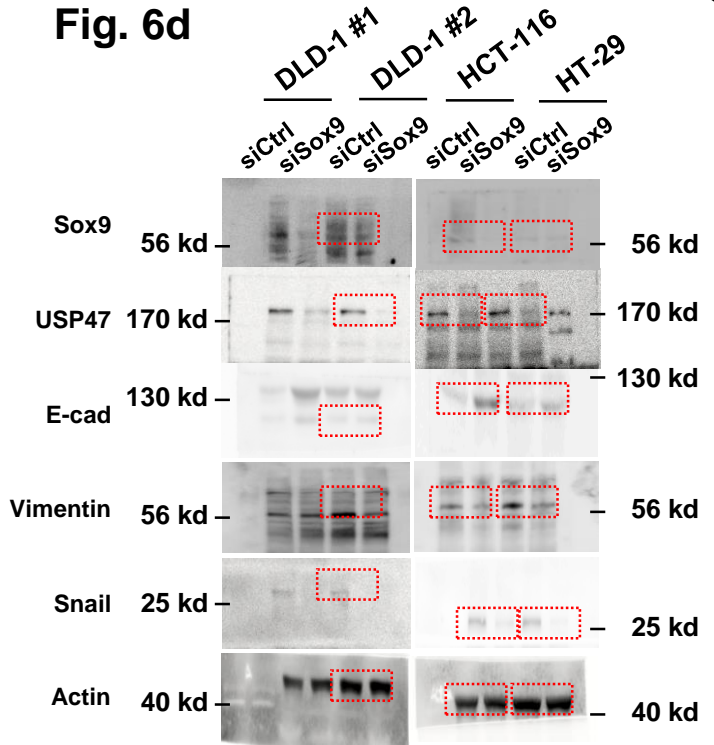 Fig. 6d
DLD-1 #1 DLD-1 #2 HCT-116 HT-29
siCtrl siSox9 siCtrl siSox9 siCtrl siSox9 siCtrl siSox9
Sox9 56 kd 56 kd
USP47 170 kd 170 kd
E-cad 130 kd 130 kd
Vimentin 56 kd 56 kd
Snail 25 kd 25 kd
Actin 40 kd 40 kd